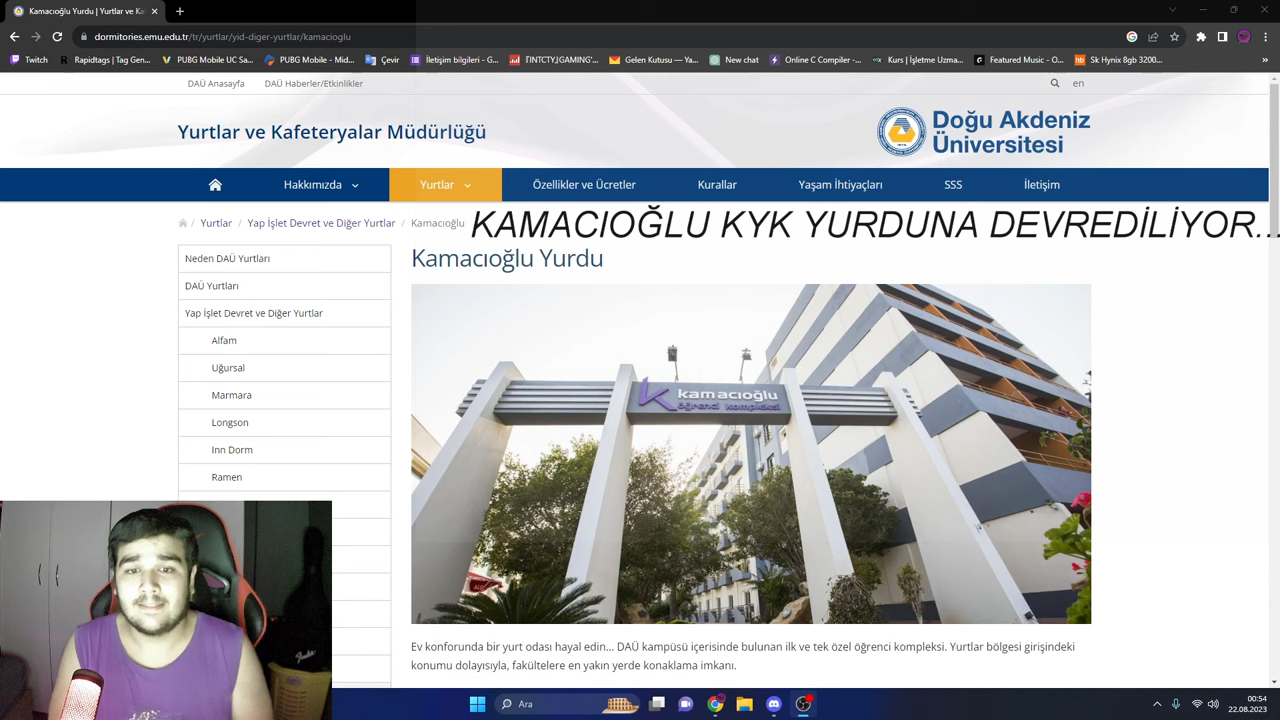 Kamacıoğlu Yurdu | Yurtlar ve Ka
dormitories.emu.edu.tr/tr/yurtlar/yid-diger-yurtlar/kamacioglu
Twitch
Rapidtags | Tag Gen...
PUBG Mobile UC Sa...
PUBG Mobile - Mid...
Çevir
İletişim bilgileri - G...
TINTCTY,JGAMING'...
Gelen Kutusu — Ya...
New chat
Online C Compiler -...
Kurs | İşletme Uzma...
Featured Music - O...
Sk Hynix 8gb 3200...
DAÜ Anasayfa
DAÜ Haberler/Etkinlikler
en
Yurtlar ve Kafeteryalar Müdürlüğü
Doğu Akdeniz
Üniversitesi
Hakkımızda
Yurtlar
Özellikler ve Ücretler
Kurallar
Yaşam İhtiyaçları
SSS
İletişim
/ Yurtlar / Yap İşlet Devret ve Diğer Yurtlar / Kamacıoğlu
KAMACIOĞLU KYK YURDUNA DEVREDİLİYOR...
Neden DAÜ Yurtları
DAÜ Yurtları
Yap İşlet Devret ve Diğer Yurtlar
Alfam
Uğursal
Marmara
Longson
Inn Dorm
Ramen
Kamacıoğlu Yurdu
kamacıoğlu
öğrenci kompleksi
Fender
Ev konforunda bir yurt odası hayal edin... DAÜ kampüsü içerisinde bulunan ilk ve tek özel öğrenci kompleksi. Yurtlar bölgesi girişindeki
konumu dolayısıyla, fakültelere en yakın yerde konaklama imkanı.
Ara
00:54
22.08.2023